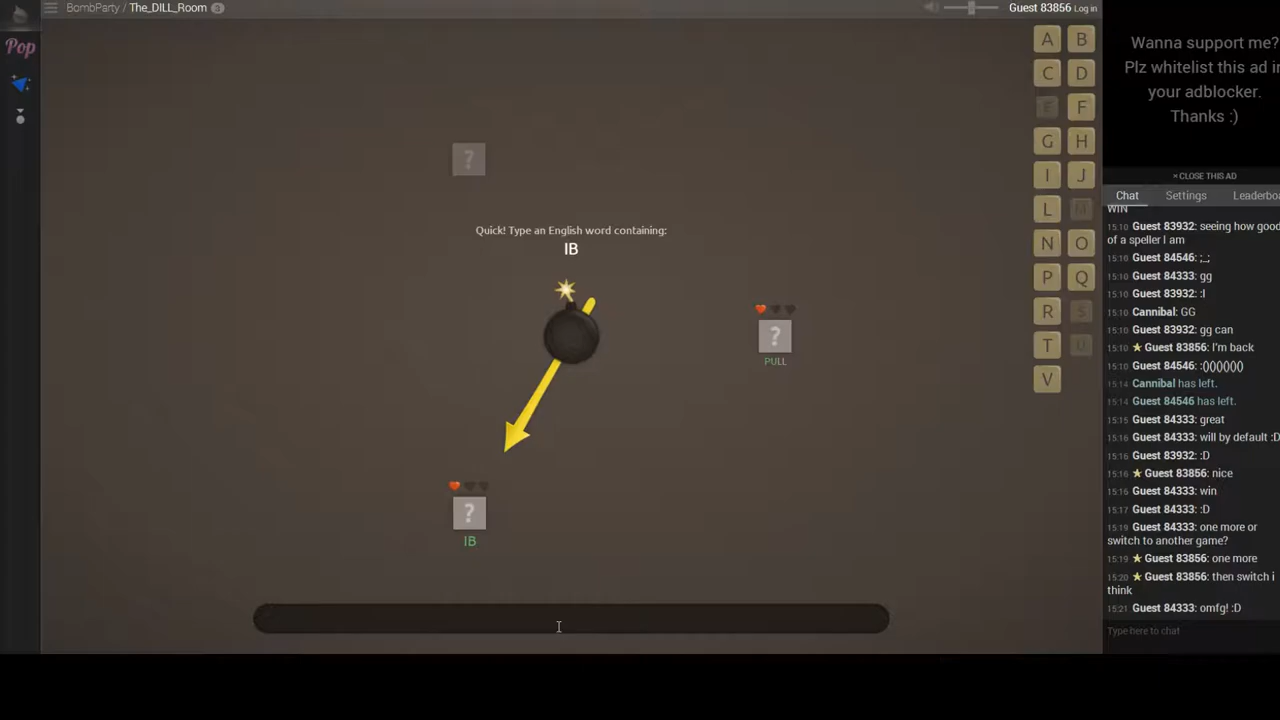 BombParty / The_DILL_Room 3
Guest 83856 Log in
Pop
Wanna support me?
Plz whitelist this ad in
your adblocker.
Thanks :)
× CLOSE THIS AD
Chat Settings Leaderbo
A B
C D
E F
G H
I J
L M
N O
P Q
R S
T U
V
?
Quick! Type an English word containing:
IB
?
PULL
?
IB
WIN
15:10 Guest 83932: seeing how good
of a speller I am
15:10 Guest 84546: ;_;
15:10 Guest 84333: gg
15:10 Guest 83932: :I
15:10 Cannibal: GG
15:10 Guest 83932: gg can
15:10 ★ Guest 83856: I'm back
15:10 Guest 84546: :()()()()()()
15:14 Cannibal has left.
15:14 Guest 84546 has left.
15:15 Guest 84333: great
15:16 Guest 84333: will by default :D
15:16 Guest 83932: :D
15:16 ★ Guest 83856: nice
15:16 Guest 84333: win
15:17 Guest 84333: :D
15:19 Guest 84333: one more or
switch to another game?
15:19 ★ Guest 83856: one more
15:20 ★ Guest 83856: then switch i
think
15:21 Guest 84333: omfg! :D
Type here to chat